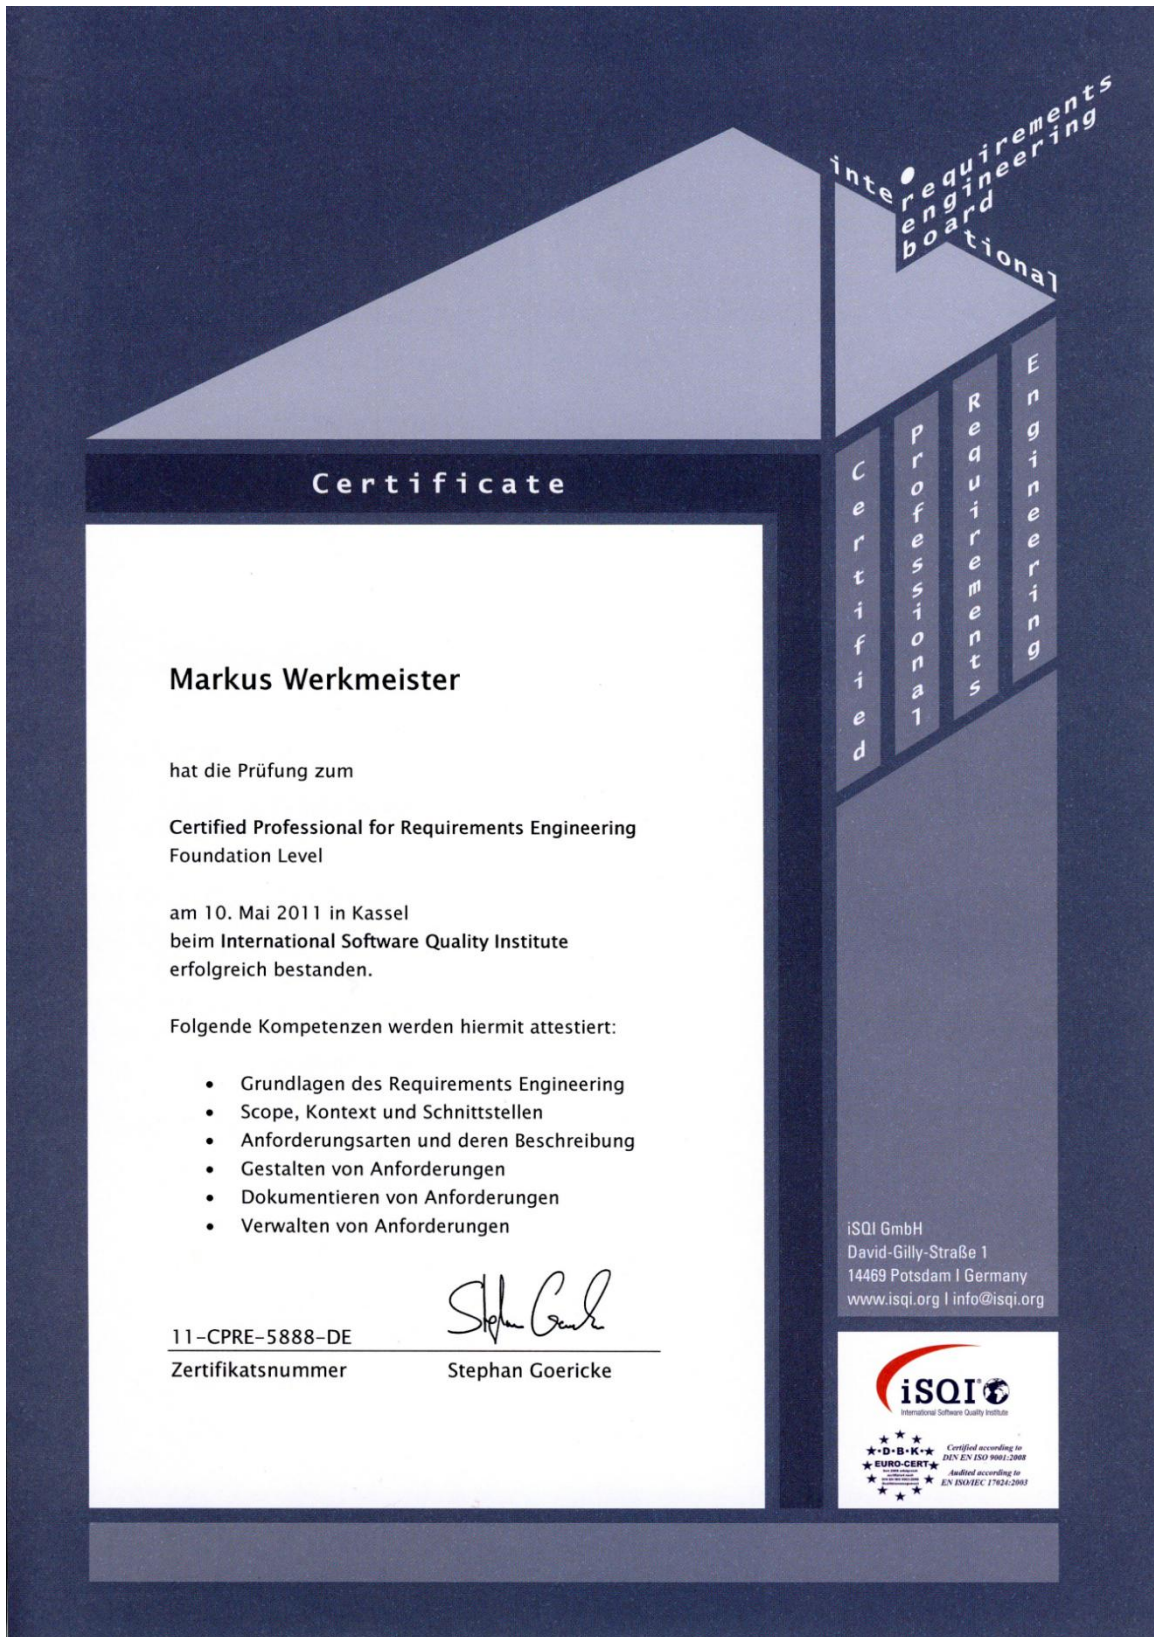 inte
requirements
engineering
board
tional
Certified
Professional
Requirements
Engineering
Certificate
Markus Werkmeister
hat die Prüfung zum
Certified Professional for Requirements Engineering
Foundation Level
am 10. Mai 2011 in Kassel
beim International Software Quality Institute
erfolgreich bestanden.
Folgende Kompetenzen werden hiermit attestiert:
• Grundlagen des Requirements Engineering
• Scope, Kontext und Schnittstellen
• Anforderungsarten und deren Beschreibung
• Gestalten von Anforderungen
• Dokumentieren von Anforderungen
• Verwalten von Anforderungen
11-CPRE-5888-DE
Zertifikatsnummer
Stephan Goericke
iSQI GmbH
David-Gilly-Straße 1
14469 Potsdam I Germany
www.isqi.org I info@isqi.org
iSQI®
International Software Quality Institute
D•B•K
EURO-CERT
Certified according to
DIN EN ISO 9001:2008
Audited according to
EN ISO/IEC 17024:2003